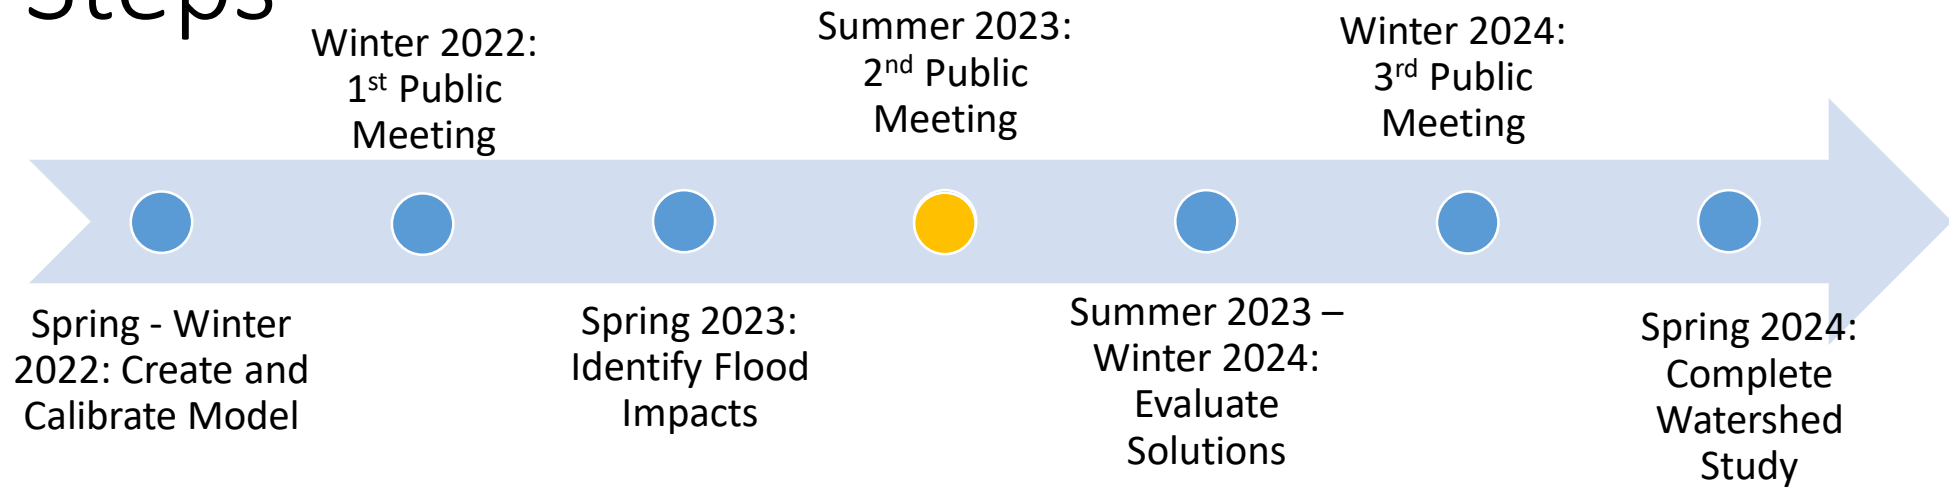 Steps
Winter 2022:
1st Public
Meeting
Summer 2023:
2nd Public
Meeting
Winter 2024:
3rd Public
Meeting
Spring - Winter
2022: Create and
Calibrate Model
Spring 2023:
Identify Flood
Impacts
Summer 2023 –
Winter 2024:
Evaluate
Solutions
Spring 2024:
Complete
Watershed
Study